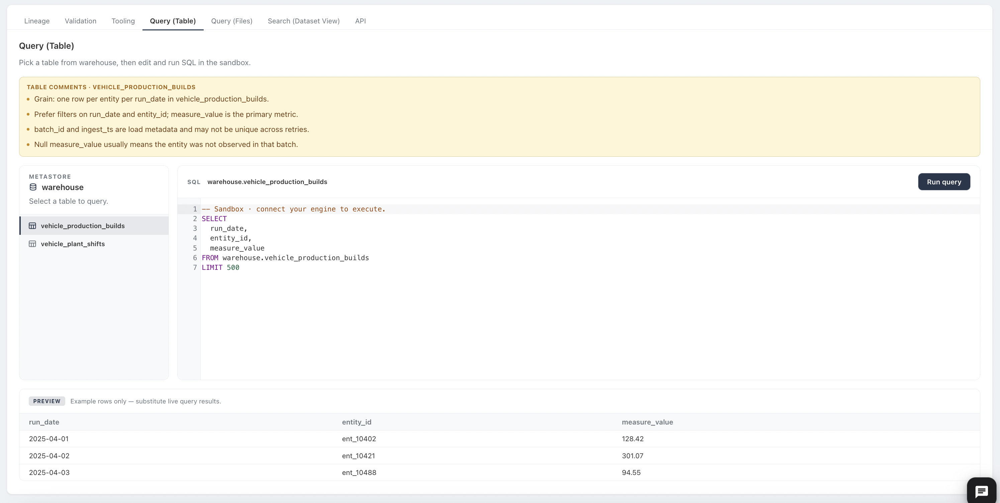 Lineage Validation Tooling Query (Table) Query (Files) Search (Dataset View) API
Query (Table)
Pick a table from warehouse, then edit and run SQL in the sandbox.
TABLE COMMENTS · VEHICLE_PRODUCTION_BUILDS
Grain: one row per entity per run_date in vehicle_production_builds.
Prefer filters on run_date and entity_id; measure_value is the primary metric.
batch_id and ingest_ts are load metadata and may not be unique across retries.
Null measure_value usually means the entity was not observed in that batch.
METASTORE
warehouse
Select a table to query.
vehicle_production_builds
vehicle_plant_shifts
SQL warehouse.vehicle_production_builds Run query
1 -- Sandbox · connect your engine to execute.
2 SELECT
3 run_date,
4 entity_id,
5 measure_value
6 FROM warehouse.vehicle_production_builds
7 LIMIT 500
PREVIEW Example rows only — substitute live query results.
run_date entity_id measure_value
2025-04-01 ent_10402 128.42
2025-04-02 ent_10421 301.07
2025-04-03 ent_10488 94.55